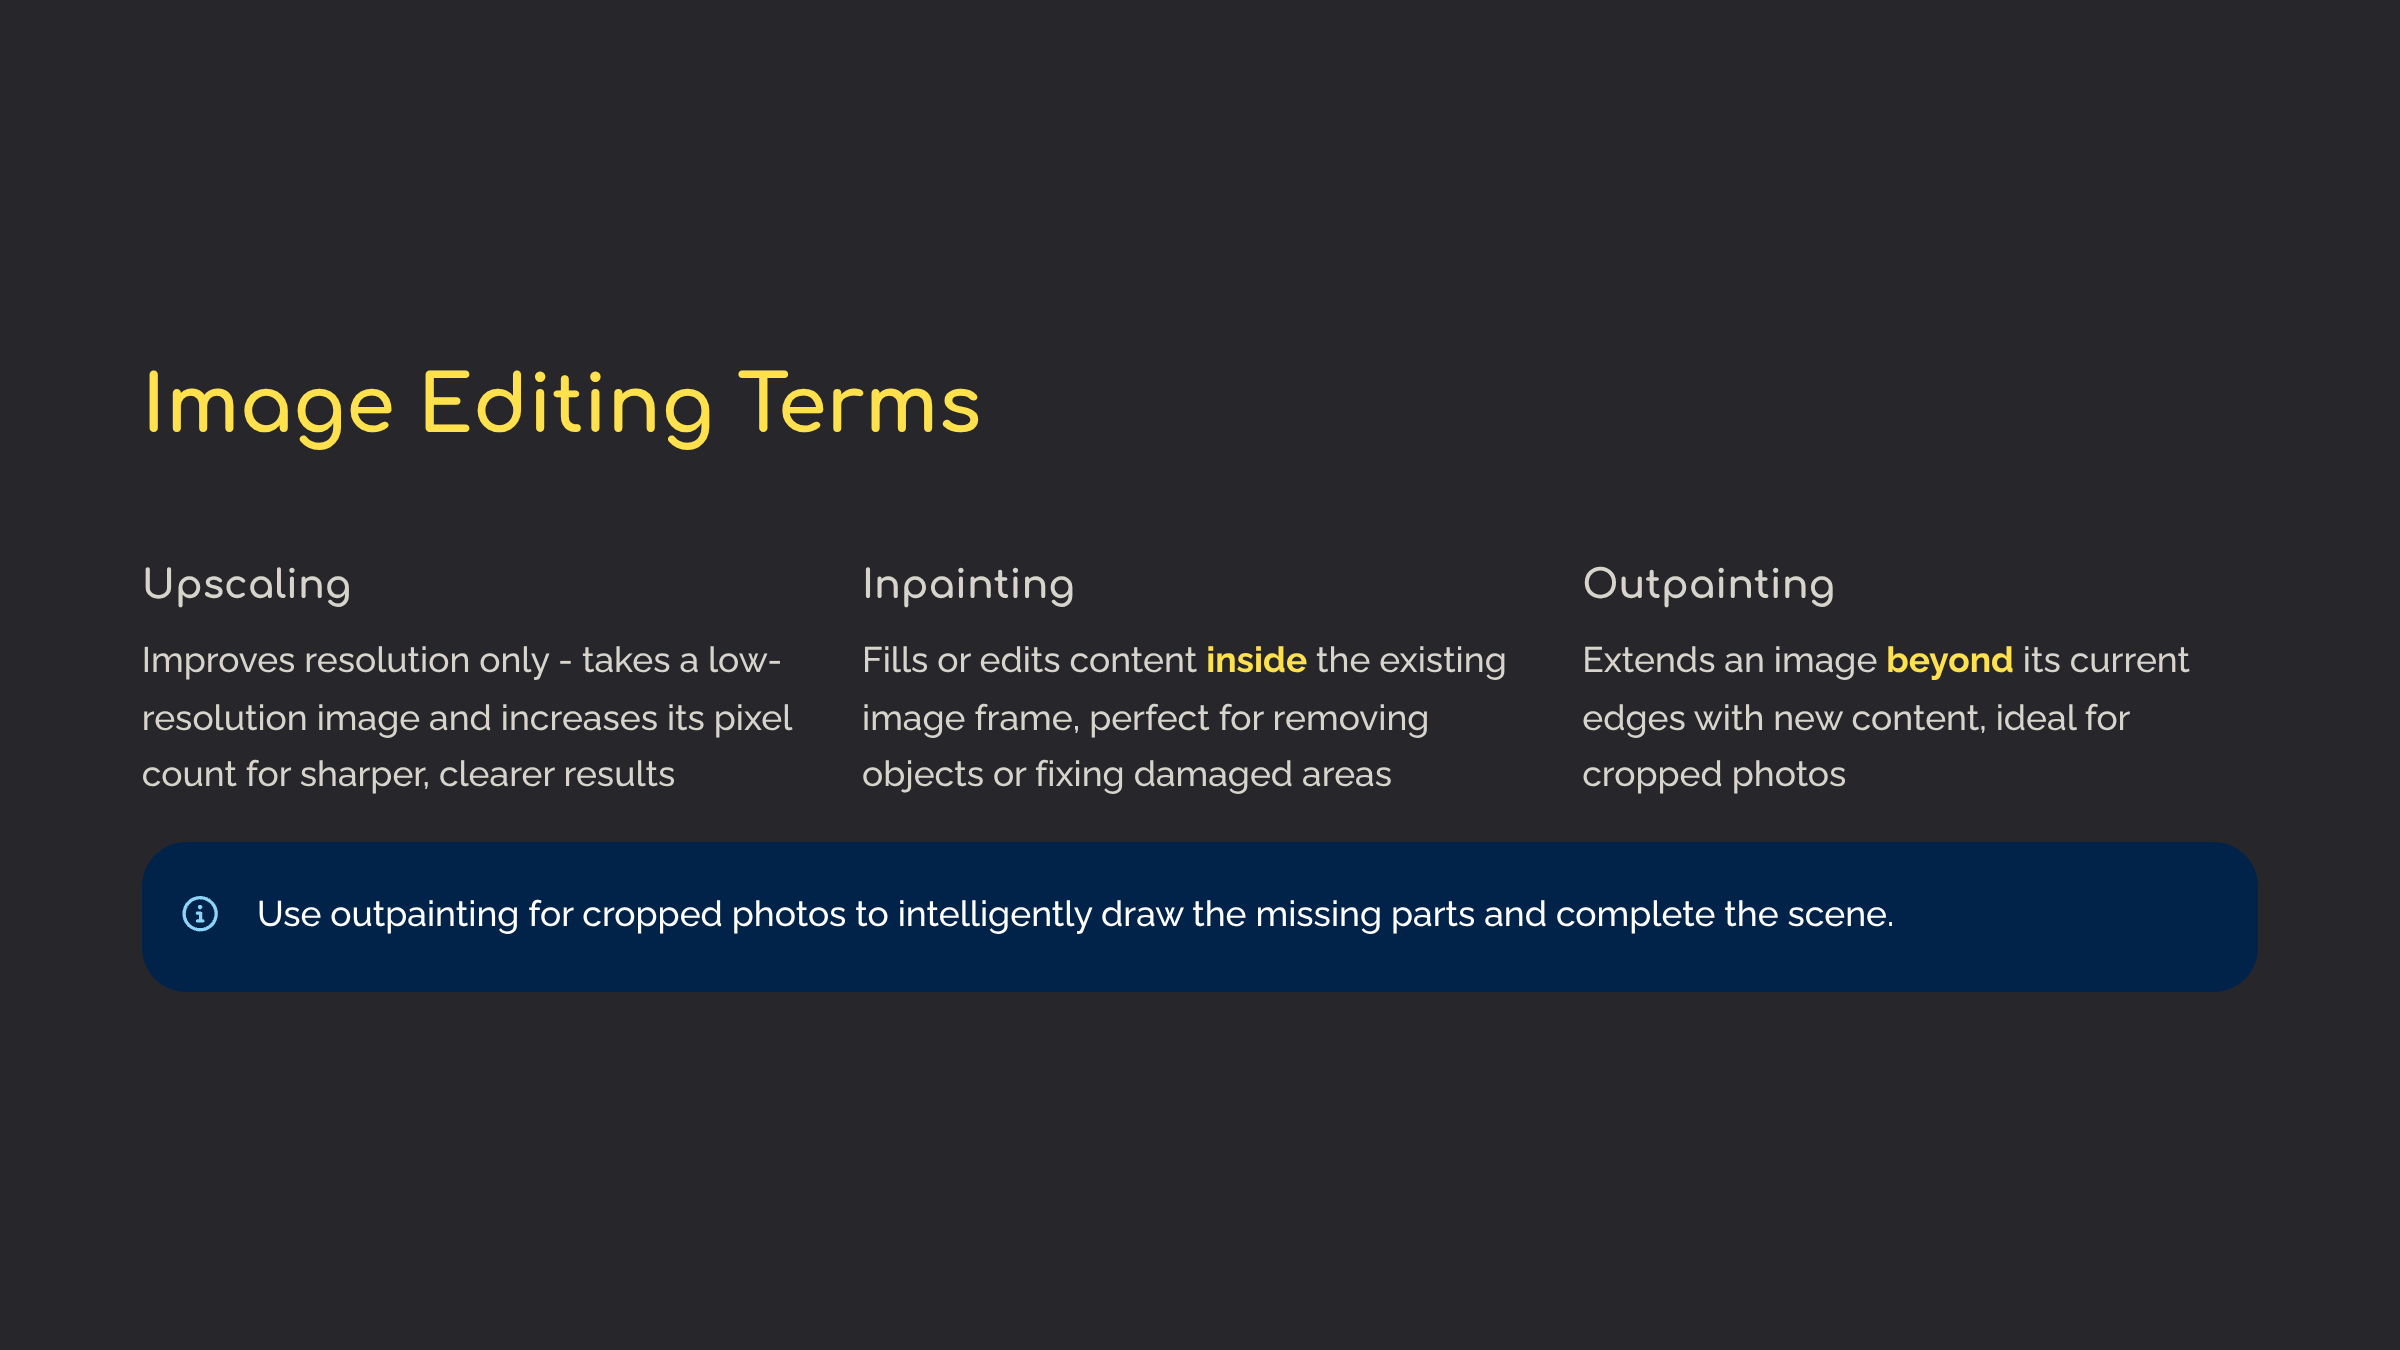 Image Editing Terms
Upscaling
Improves resolution only - takes a low-
resolution image and increases its pixel
count for sharper, clearer results
Inpainting
Fills or edits content inside the existing
image frame, perfect for removing
objects or fixing damaged areas
Outpainting
Extends an image beyond its current
edges with new content, ideal for
cropped photos
Use outpainting for cropped photos to intelligently draw the missing parts and complete the scene.